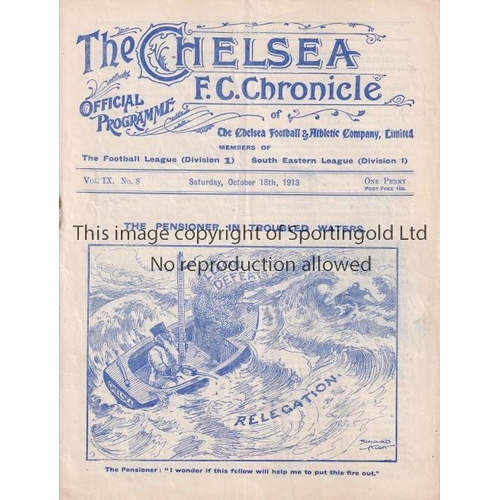 The CHELSEA
F.C. Chronicle
OFFICIAL
PROGRAMME
of
The Chelsea Football & Athletic Company, Limited
MEMBERS OF
The Football League (Division 1) South Eastern League (Division 1)
VOL. IX. No. 8 Saturday, October 18th, 1913 ONE PENNY
POST FREE 1½D.
THE PENSIONER IN TROUBLED WATERS
This image copyright of Sportingold Ltd
No reproduction allowed
DEFEAT
CHELSEA
RELEGATION.
The Pensioner: "I wonder if this fellow will help me to put this fire out."